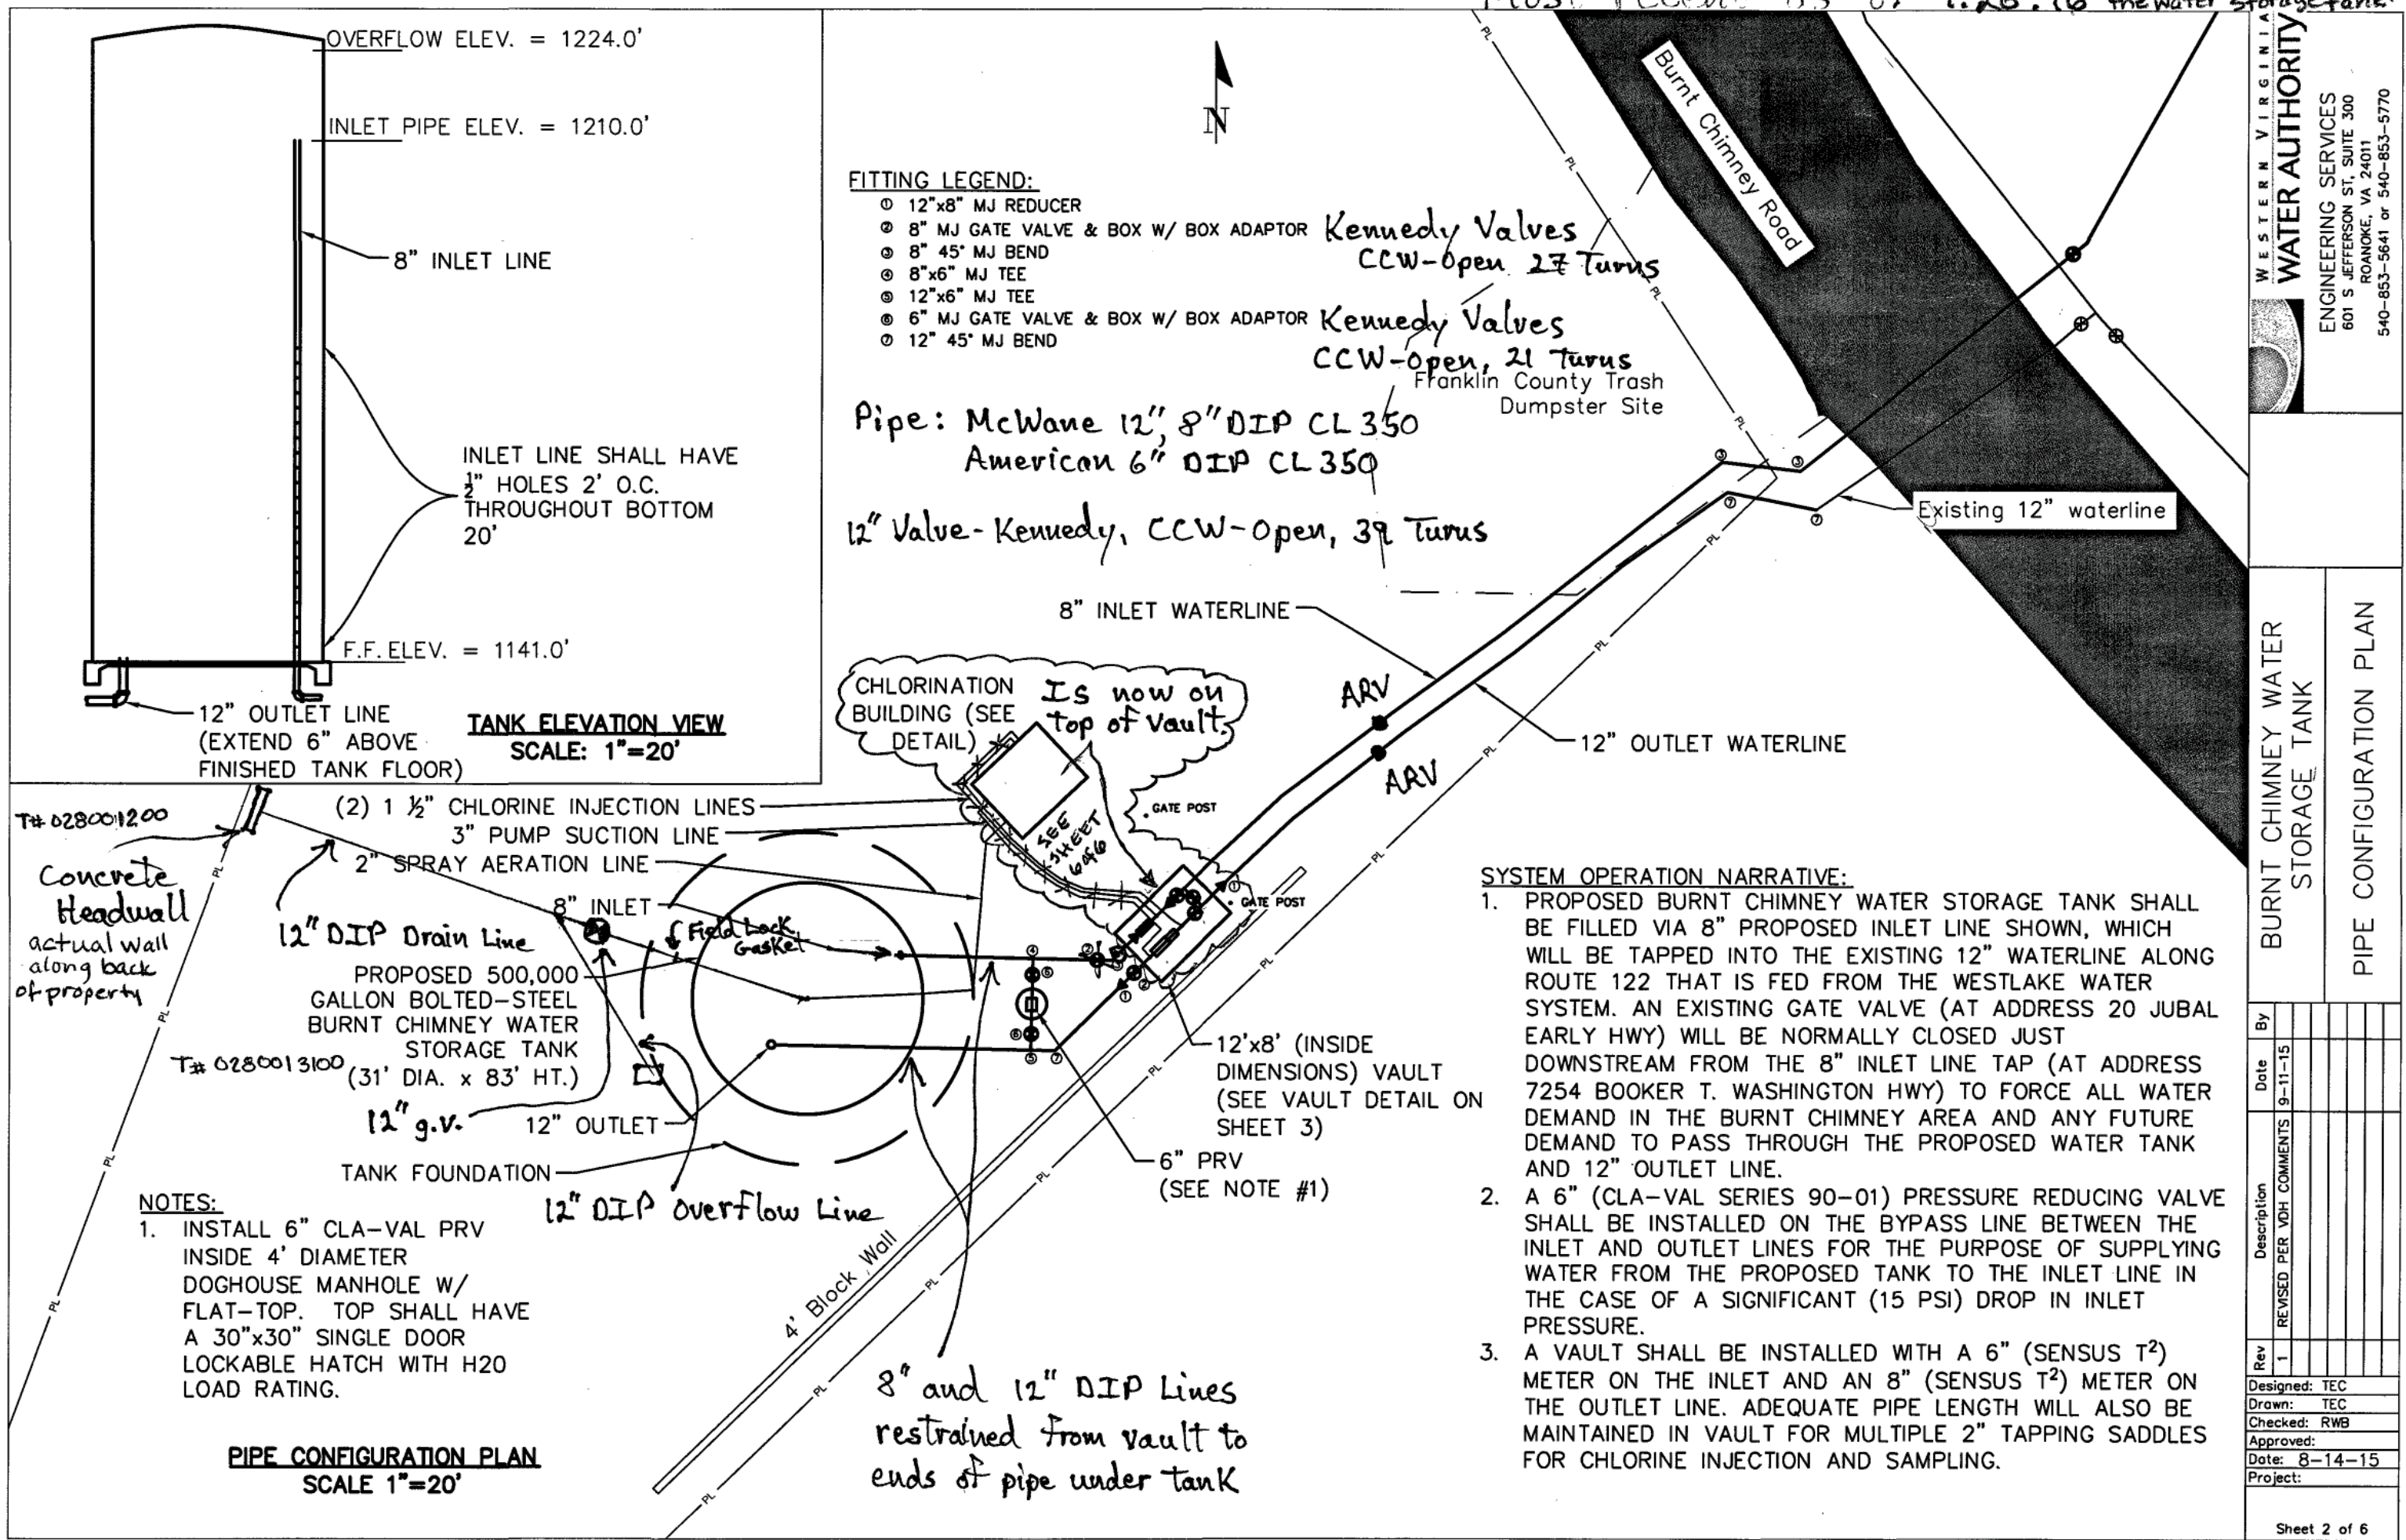 the water storage tank
OVERFLOW ELEV. = 1224.0'
INLET PIPE ELEV. = 1210.0'
8" INLET LINE
INLET LINE SHALL HAVE
½" HOLES 2' O.C.
THROUGHOUT BOTTOM
20'
F.F. ELEV. = 1141.0'
12" OUTLET LINE
(EXTEND 6" ABOVE
FINISHED TANK FLOOR)
TANK ELEVATION VIEW
SCALE: 1"=20'
N
FITTING LEGEND:
① 12"x8" MJ REDUCER
② 8" MJ GATE VALVE & BOX W/ BOX ADAPTOR Kennedy Valves
CCW-Open 27 Turns
③ 8" 45° MJ BEND
④ 8"x6" MJ TEE
⑤ 12"x6" MJ TEE
⑥ 6" MJ GATE VALVE & BOX W/ BOX ADAPTOR Kennedy Valves
CCW-Open, 21 Turns
⑦ 12" 45° MJ BEND
Franklin County Trash
Dumpster Site
Pipe: McWane 12", 8" DIP CL 350
American 6" DIP CL 350
12" Valve - Kennedy, CCW-Open, 39 Turns
Burnt Chimney Road
Existing 12" waterline
8" INLET WATERLINE
12" OUTLET WATERLINE
ARV
ARV
CHLORINATION
BUILDING (SEE
DETAIL)
Is now on
top of Vault.
SEE
SHEET
6 of 6
GATE POST
GATE POST
(2) 1 ½" CHLORINE INJECTION LINES
3" PUMP SUCTION LINE
2" SPRAY AERATION LINE
8" INLET
Field Lock
Gasket
T# 0280012 00
Concrete
Headwall
actual wall
along back
of property
12" DIP Drain Line
PROPOSED 500,000
GALLON BOLTED-STEEL
BURNT CHIMNEY WATER
STORAGE TANK
(31' DIA. x 83' HT.)
T# 0280013100
12" g.v.
12" OUTLET
TANK FOUNDATION
12" DIP Overflow Line
12'x8' (INSIDE
DIMENSIONS) VAULT
(SEE VAULT DETAIL ON
SHEET 3)
6" PRV
(SEE NOTE #1)
4' Block Wall
8" and 12" DIP Lines
restrained from vault to
ends of pipe under tank
NOTES:
1. INSTALL 6" CLA-VAL PRV
INSIDE 4' DIAMETER
DOGHOUSE MANHOLE W/
FLAT-TOP. TOP SHALL HAVE
A 30"x30" SINGLE DOOR
LOCKABLE HATCH WITH H20
LOAD RATING.
PIPE CONFIGURATION PLAN
SCALE 1"=20'
SYSTEM OPERATION NARRATIVE:
1. PROPOSED BURNT CHIMNEY WATER STORAGE TANK SHALL
BE FILLED VIA 8" PROPOSED INLET LINE SHOWN, WHICH
WILL BE TAPPED INTO THE EXISTING 12" WATERLINE ALONG
ROUTE 122 THAT IS FED FROM THE WESTLAKE WATER
SYSTEM. AN EXISTING GATE VALVE (AT ADDRESS 20 JUBAL
EARLY HWY) WILL BE NORMALLY CLOSED JUST
DOWNSTREAM FROM THE 8" INLET LINE TAP (AT ADDRESS
7254 BOOKER T. WASHINGTON HWY) TO FORCE ALL WATER
DEMAND IN THE BURNT CHIMNEY AREA AND ANY FUTURE
DEMAND TO PASS THROUGH THE PROPOSED WATER TANK
AND 12" OUTLET LINE.
2. A 6" (CLA-VAL SERIES 90-01) PRESSURE REDUCING VALVE
SHALL BE INSTALLED ON THE BYPASS LINE BETWEEN THE
INLET AND OUTLET LINES FOR THE PURPOSE OF SUPPLYING
WATER FROM THE PROPOSED TANK TO THE INLET LINE IN
THE CASE OF A SIGNIFICANT (15 PSI) DROP IN INLET
PRESSURE.
3. A VAULT SHALL BE INSTALLED WITH A 6" (SENSUS T²)
METER ON THE INLET AND AN 8" (SENSUS T²) METER ON
THE OUTLET LINE. ADEQUATE PIPE LENGTH WILL ALSO BE
MAINTAINED IN VAULT FOR MULTIPLE 2" TAPPING SADDLES
FOR CHLORINE INJECTION AND SAMPLING.
WESTERN VIRGINIA
WATER AUTHORITY
ENGINEERING SERVICES
601 S JEFFERSON ST, SUITE 300
ROANOKE, VA 24011
540-853-5641 or 540-853-5770
BURNT CHIMNEY WATER
STORAGE TANK
PIPE CONFIGURATION PLAN
Rev Description Date By
1 REVISED PER VDH COMMENTS 9-11-15
Designed: TEC
Drawn: TEC
Checked: RWB
Approved:
Date: 8-14-15
Project:
Sheet 2 of 6